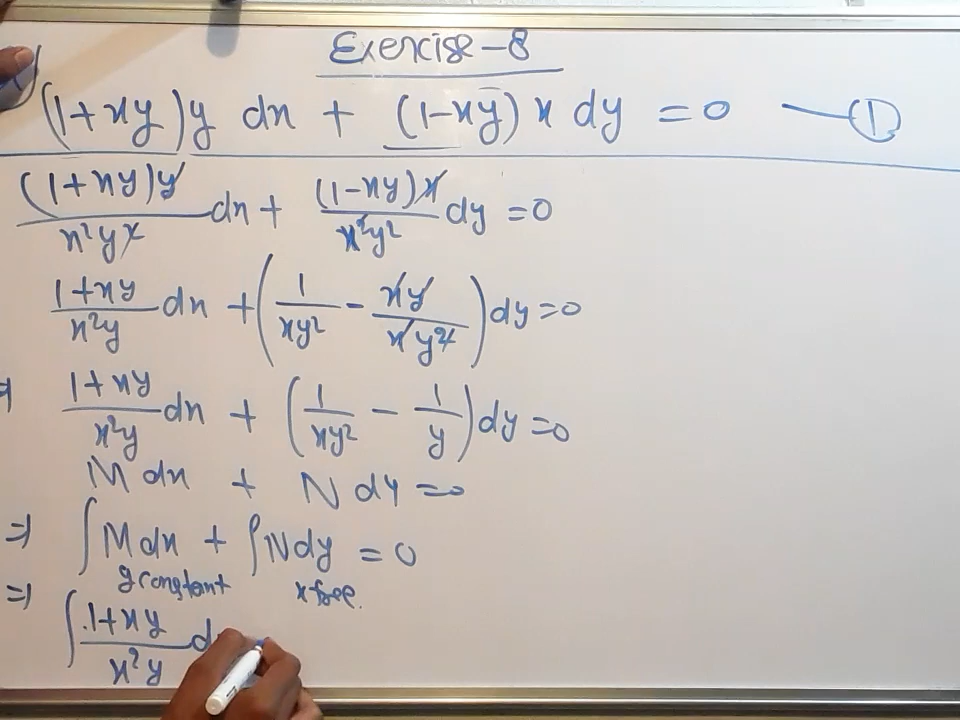 Exercise-8
(1+xy)y dx + (1-xy) x dy = 0 — ①
(1+xy)y/x²y² dx + (1-xy)x/x²y² dy = 0
1+xy/x²y dx + (1/xy² - xy/xy²) dy = 0
⇒ 1+xy/x²y dx + (1/xy² - 1/y) dy = 0
M dx + N dy = 0
⇒ ∫M dx + ∫N dy = 0
y constant x free.
⇒ ∫ 1+xy/x²y d